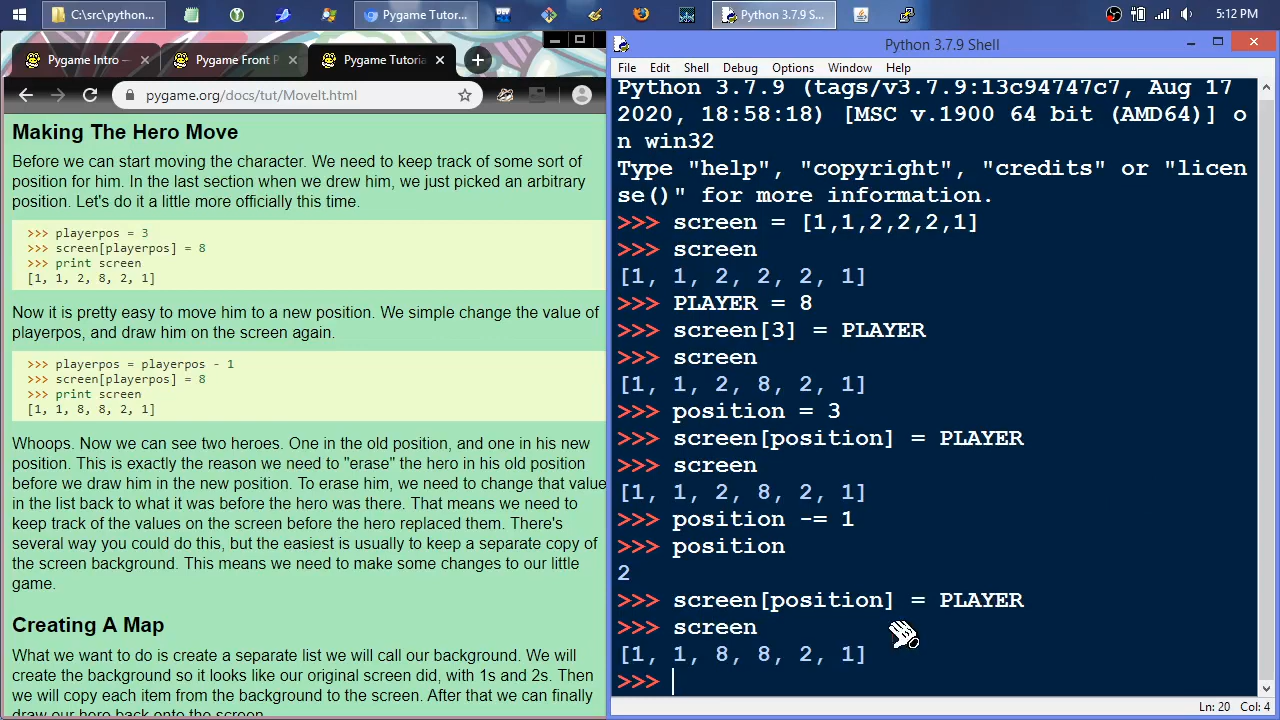 C:\src\python...
Pygame Tutor...
Python 3.7.9 S...
5:12 PM
Pygame Intro —
Pygame Front P
Pygame Tutoria
pygame.org/docs/tut/MoveIt.html
Making The Hero Move
Before we can start moving the character. We need to keep track of some sort of
position for him. In the last section when we drew him, we just picked an arbitrary
position. Let's do it a little more officially this time.
>>> playerpos = 3
>>> screen[playerpos] = 8
>>> print screen
[1, 1, 2, 8, 2, 1]
Now it is pretty easy to move him to a new position. We simple change the value of
playerpos, and draw him on the screen again.
>>> playerpos = playerpos - 1
>>> screen[playerpos] = 8
>>> print screen
[1, 1, 8, 8, 2, 1]
Whoops. Now we can see two heroes. One in the old position, and one in his new
position. This is exactly the reason we need to "erase" the hero in his old position
before we draw him in the new position. To erase him, we need to change that value
in the list back to what it was before the hero was there. That means we need to
keep track of the values on the screen before the hero replaced them. There's
several way you could do this, but the easiest is usually to keep a separate copy of
the screen background. This means we need to make some changes to our little
game.
Creating A Map
What we want to do is create a separate list we will call our background. We will
create the background so it looks like our original screen did, with 1s and 2s. Then
we will copy each item from the background to the screen. After that we can finally
draw our hero back onto the screen.
Python 3.7.9 Shell
File Edit Shell Debug Options Window Help
Python 3.7.9 (tags/v3.7.9:13c94747c7, Aug 17
2020, 18:58:18) [MSC v.1900 64 bit (AMD64)] o
n win32
Type "help", "copyright", "credits" or "licen
se()" for more information.
>>> screen = [1,1,2,2,2,1]
>>> screen
[1, 1, 2, 2, 2, 1]
>>> PLAYER = 8
>>> screen[3] = PLAYER
>>> screen
[1, 1, 2, 8, 2, 1]
>>> position = 3
>>> screen[position] = PLAYER
>>> screen
[1, 1, 2, 8, 2, 1]
>>> position -= 1
>>> position
2
>>> screen[position] = PLAYER
>>> screen
[1, 1, 8, 8, 2, 1]
>>>
Ln: 20 Col: 4